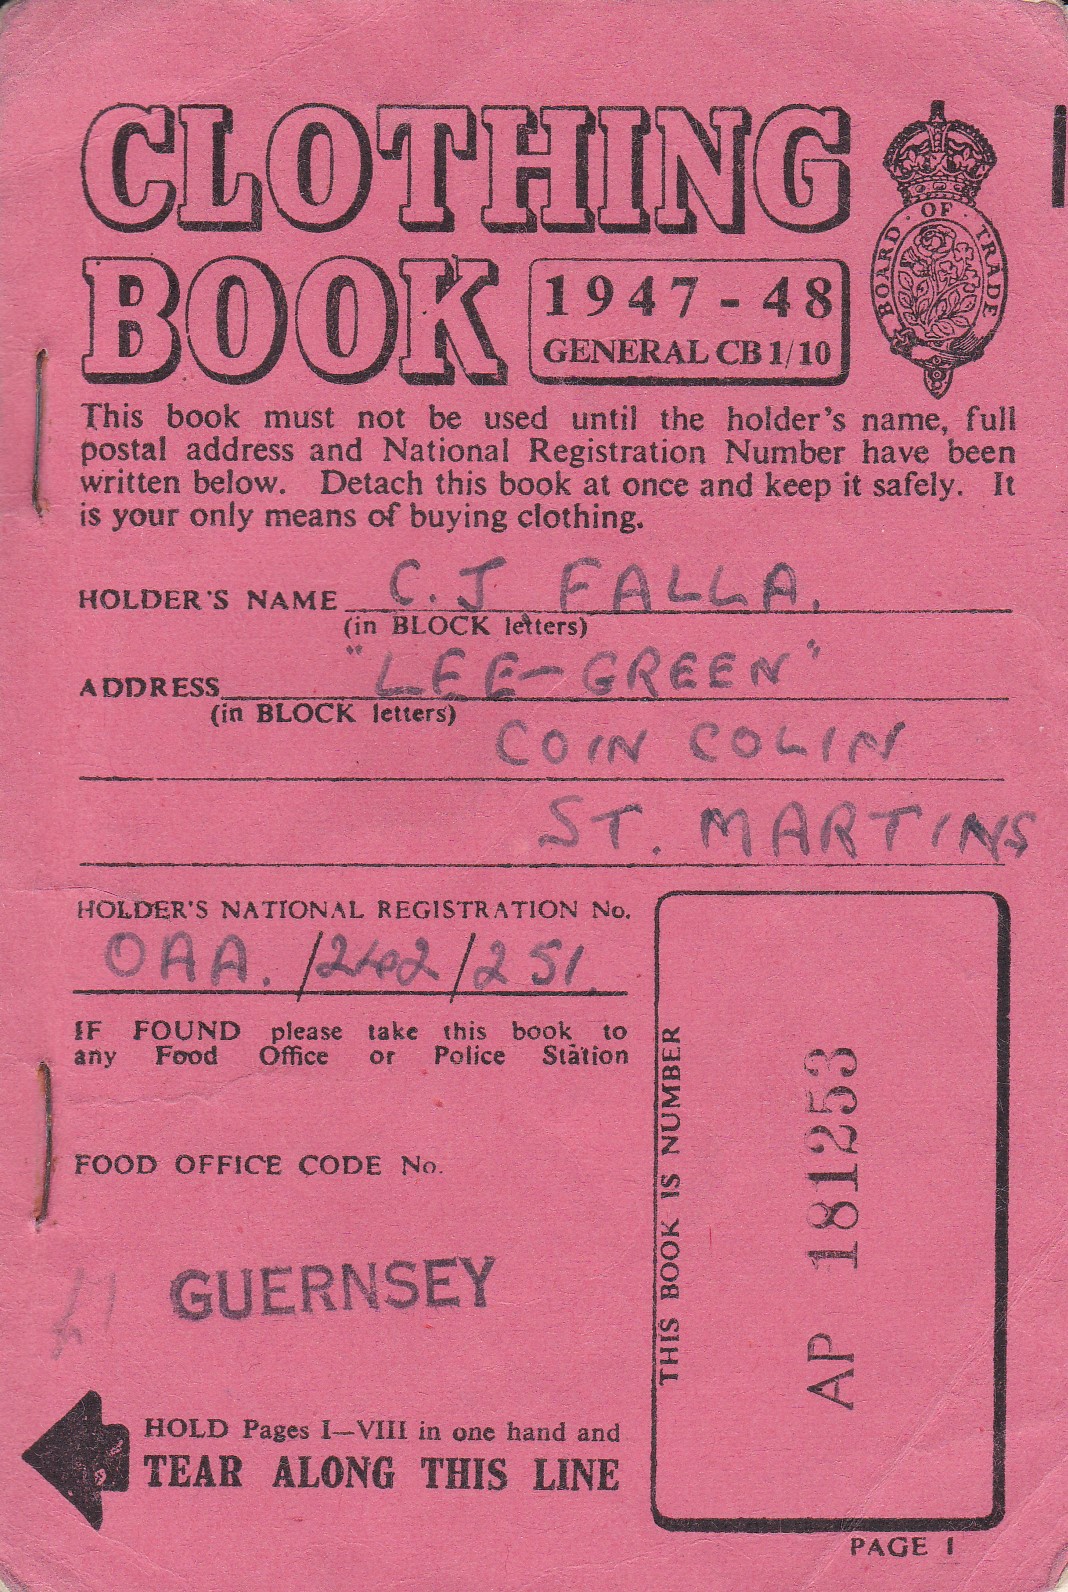 CLOTHING
BOOK
1947-48
GENERAL CB 1/10
BOARD · OF · TRADE
This book must not be used until the holder's name, full
postal address and National Registration Number have been
written below. Detach this book at once and keep it safely. It
is your only means of buying clothing.
HOLDER'S NAME C. J FALLA.
(in BLOCK letters)
ADDRESS "LEE-GREEN"
(in BLOCK letters)
COIN COLIN
ST. MARTINS
HOLDER'S NATIONAL REGISTRATION No.
OAA. /242/251.
IF FOUND please take this book to
any Food Office or Police Station
FOOD OFFICE CODE No.
GUERNSEY
HOLD Pages I—VIII in one hand and
TEAR ALONG THIS LINE
THIS BOOK IS NUMBER
AP 181253
PAGE I